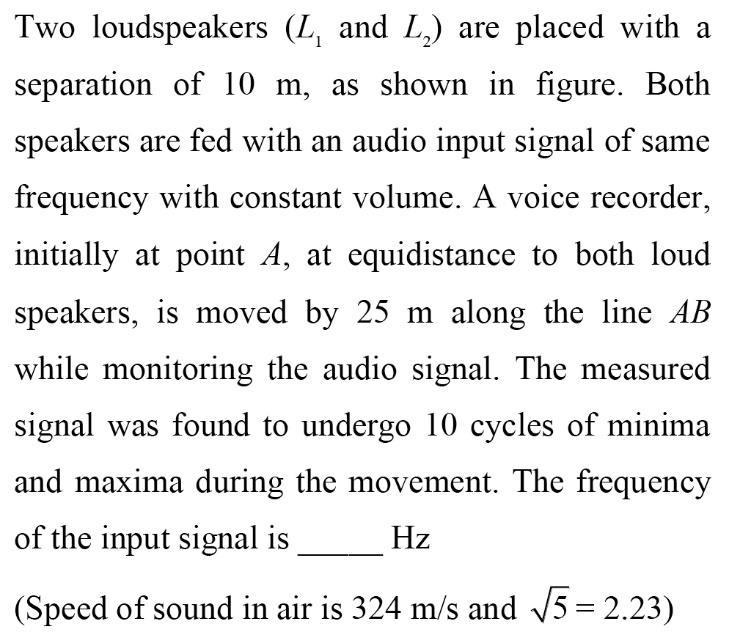 Two loudspeakers (L₁ and L₂) are placed with a
separation of 10 m, as shown in figure. Both
speakers are fed with an audio input signal of same
frequency with constant volume. A voice recorder,
initially at point A, at equidistance to both loud
speakers, is moved by 25 m along the line AB
while monitoring the audio signal. The measured
signal was found to undergo 10 cycles of minima
and maxima during the movement. The frequency
of the input signal is _____ Hz
(Speed of sound in air is 324 m/s and √5 = 2.23)